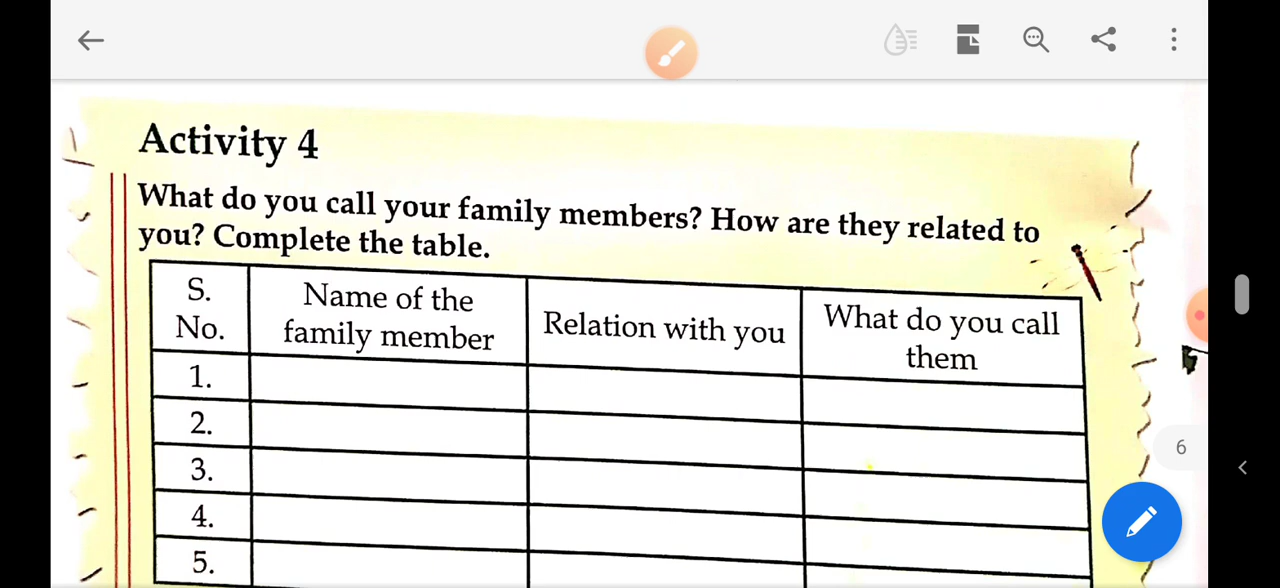 Activity 4
What do you call your family members? How are they related to
you? Complete the table.
S.
No.
Name of the
family member
Relation with you
What do you call
them
1.
2.
3.
4.
5.
6